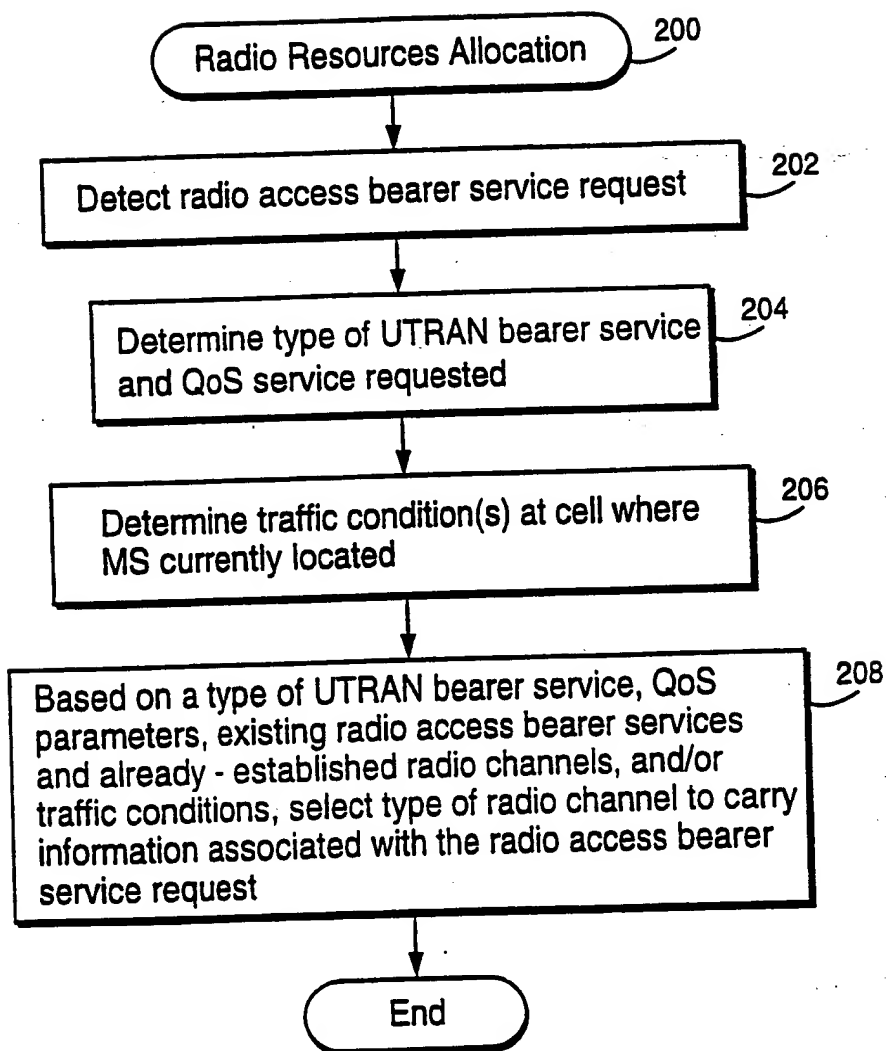 Radio Resources Allocation
200
Detect radio access bearer service request
202
Determine type of UTRAN bearer service
and QoS service requested
204
Determine traffic condition(s) at cell where
MS currently located
206
Based on a type of UTRAN bearer service, QoS
parameters, existing radio access bearer services
and already - established radio channels, and/or
traffic conditions, select type of radio channel to carry
information associated with the radio access bearer
service request
208
End